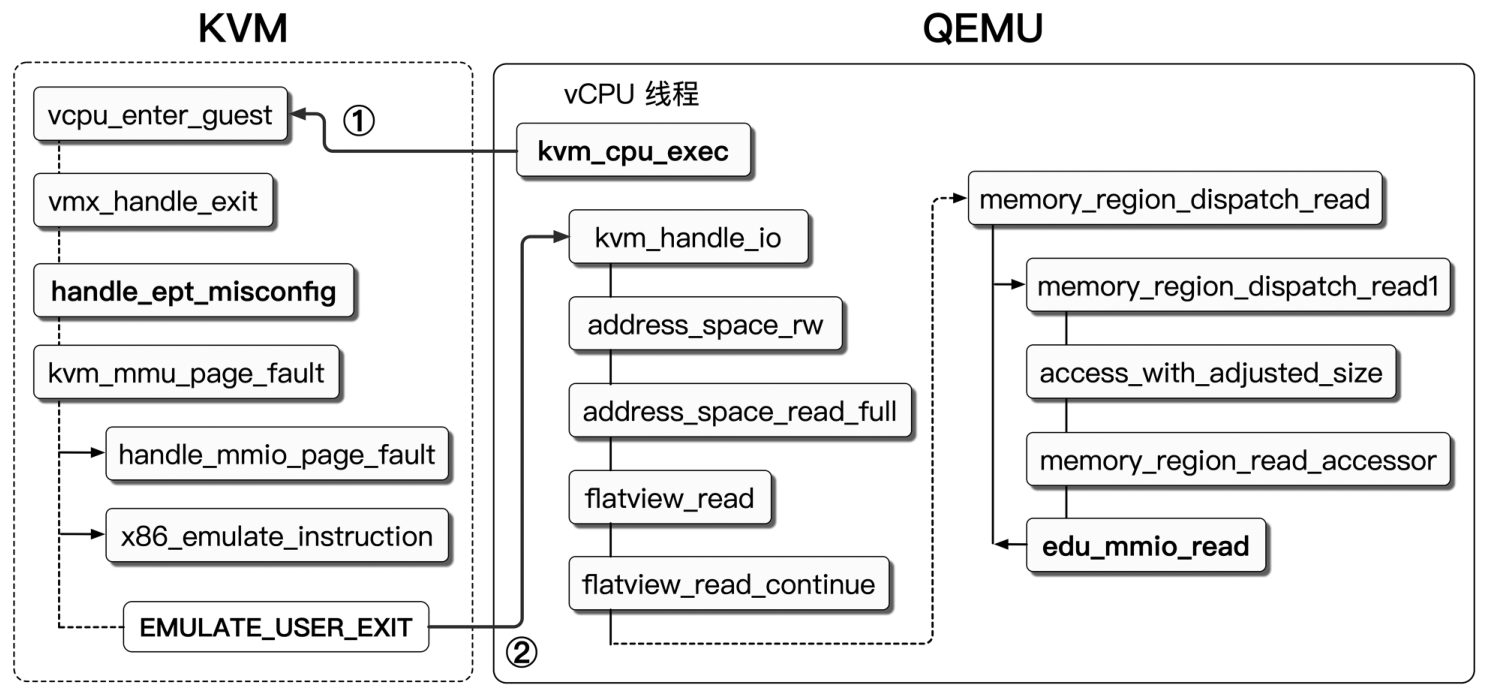 KVM
vcpu_enter_guest
①
vmx_handle_exit
handle_ept_misconfig
kvm_mmu_page_fault
handle_mmio_page_fault
x86_emulate_instruction
EMULATE_USER_EXIT
②
QEMU
vCPU 线程
kvm_cpu_exec
kvm_handle_io
address_space_rw
address_space_read_full
flatview_read
flatview_read_continue
memory_region_dispatch_read
memory_region_dispatch_read1
access_with_adjusted_size
memory_region_read_accessor
edu_mmio_read